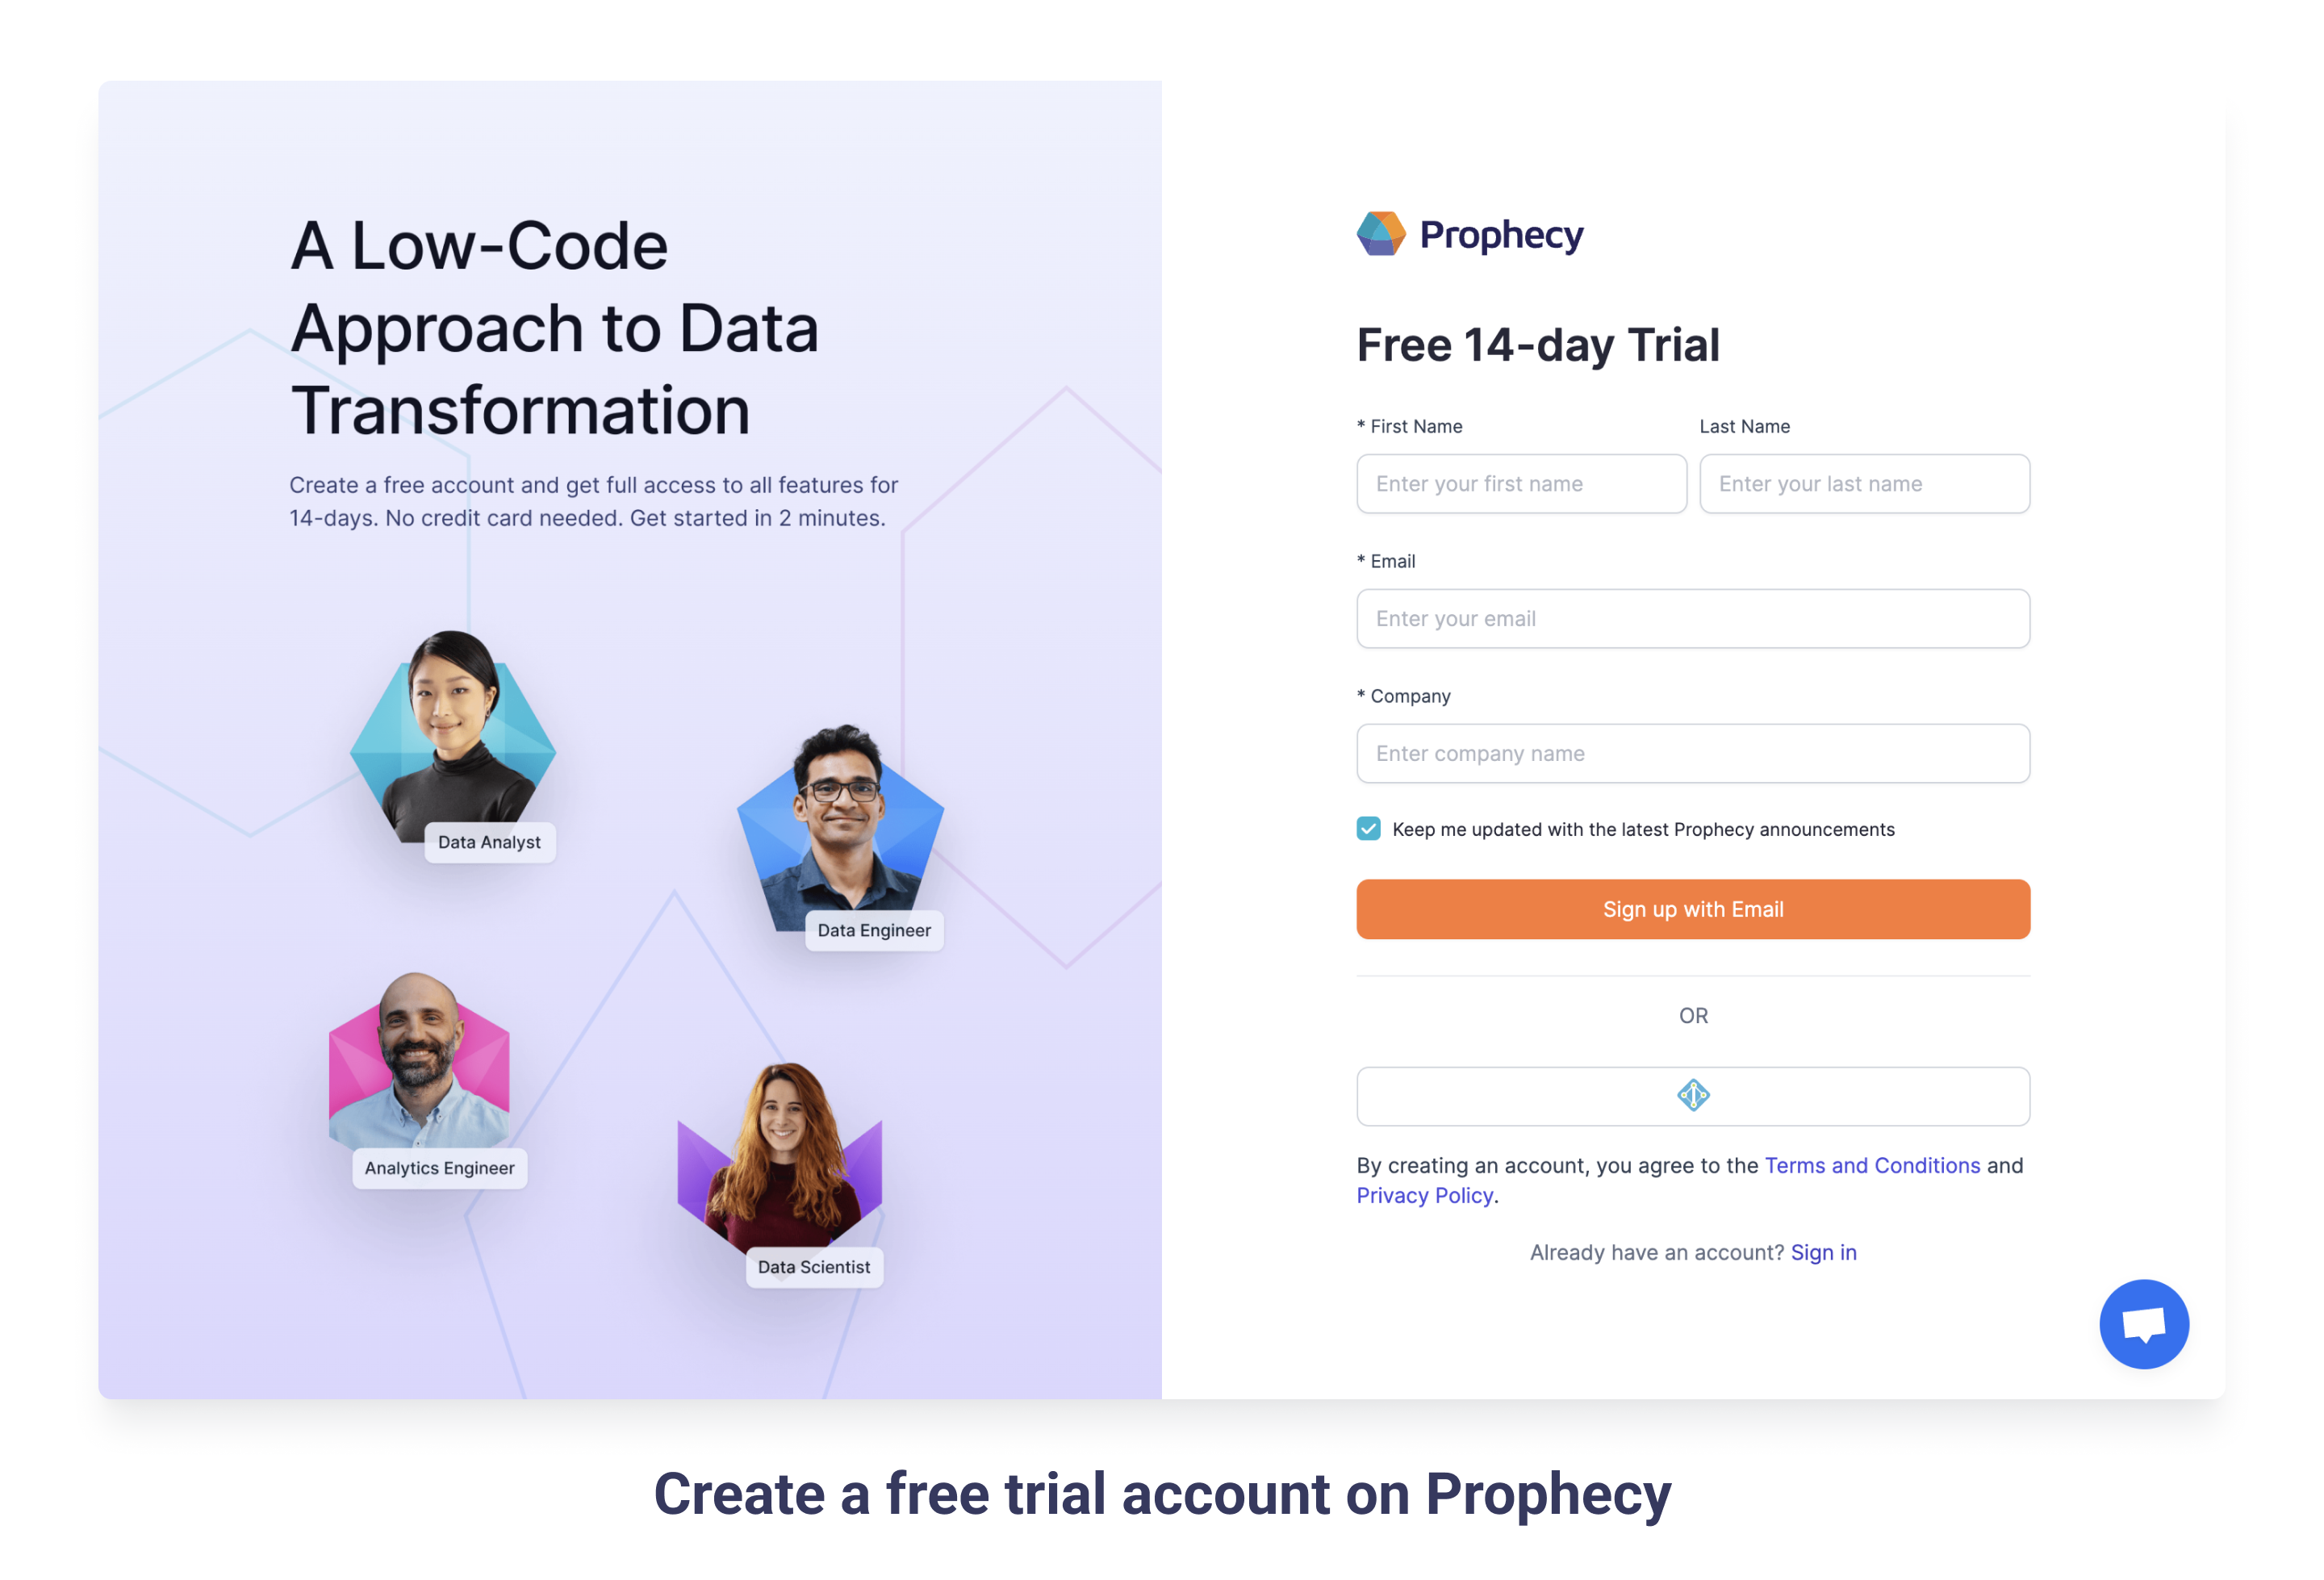 A Low-Code
Approach to Data
Transformation
Create a free account and get full access to all features for
14-days. No credit card needed. Get started in 2 minutes.
Data Analyst
Data Engineer
Analytics Engineer
Data Scientist
Prophecy
Free 14-day Trial
* First Name
Last Name
Enter your first name
Enter your last name
* Email
Enter your email
* Company
Enter company name
Keep me updated with the latest Prophecy announcements
Sign up with Email
OR
By creating an account, you agree to the Terms and Conditions and
Privacy Policy.
Already have an account? Sign in
Create a free trial account on Prophecy